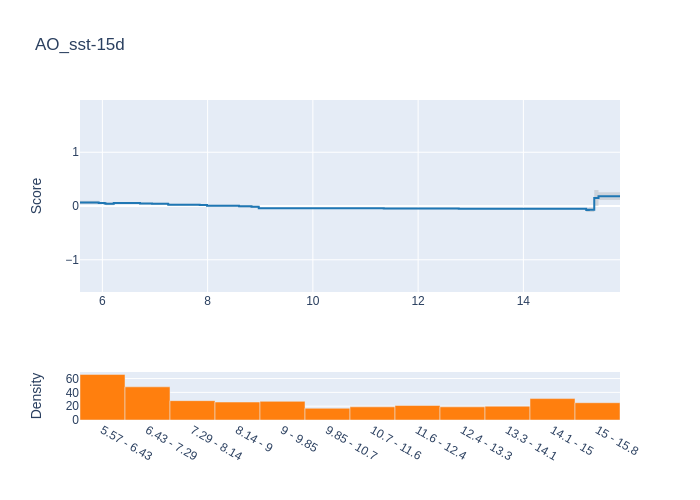 AO_sst-15d
Score
1
0
−1
6
8
10
12
14
Density
60
40
20
0
5.57 - 6.43
6.43 - 7.29
7.29 - 8.14
8.14 - 9
9 - 9.85
9.85 - 10.7
10.7 - 11.6
11.6 - 12.4
12.4 - 13.3
13.3 - 14.1
14.1 - 15
15 - 15.8